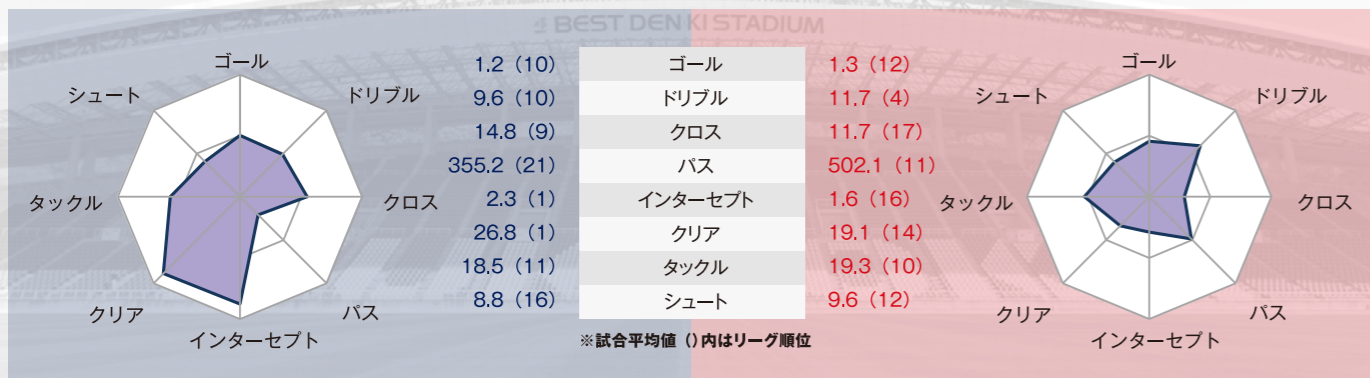 BEST DENKI STADIUM
ゴール
シュート
ドリブル
タックル
クロス
クリア
パス
インターセプト
1.2(10) ゴール 1.3(12)
9.6(10) ドリブル 11.7(4)
14.8(9) クロス 11.7(17)
355.2(21) パス 502.1(11)
2.3(1) インターセプト 1.6(16)
26.8(1) クリア 19.1(14)
18.5(11) タックル 19.3(10)
8.8(16) シュート 9.6(12)
※試合平均値()内はリーグ順位
ゴール
シュート
ドリブル
タックル
クロス
クリア
パス
インターセプト